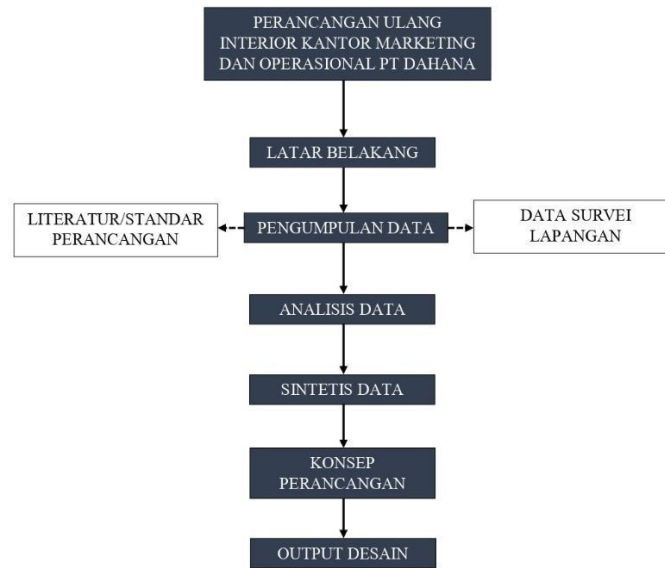 PERANCANGAN ULANG
INTERIOR KANTOR MARKETING
DAN OPERASIONAL PT DAHANA
LATAR BELAKANG
LITERATUR/STANDAR
PERANCANGAN
PENGUMPULAN DATA
DATA SURVEI
LAPANGAN
ANALISIS DATA
SINTETIS DATA
KONSEP
PERANCANGAN
OUTPUT DESAIN